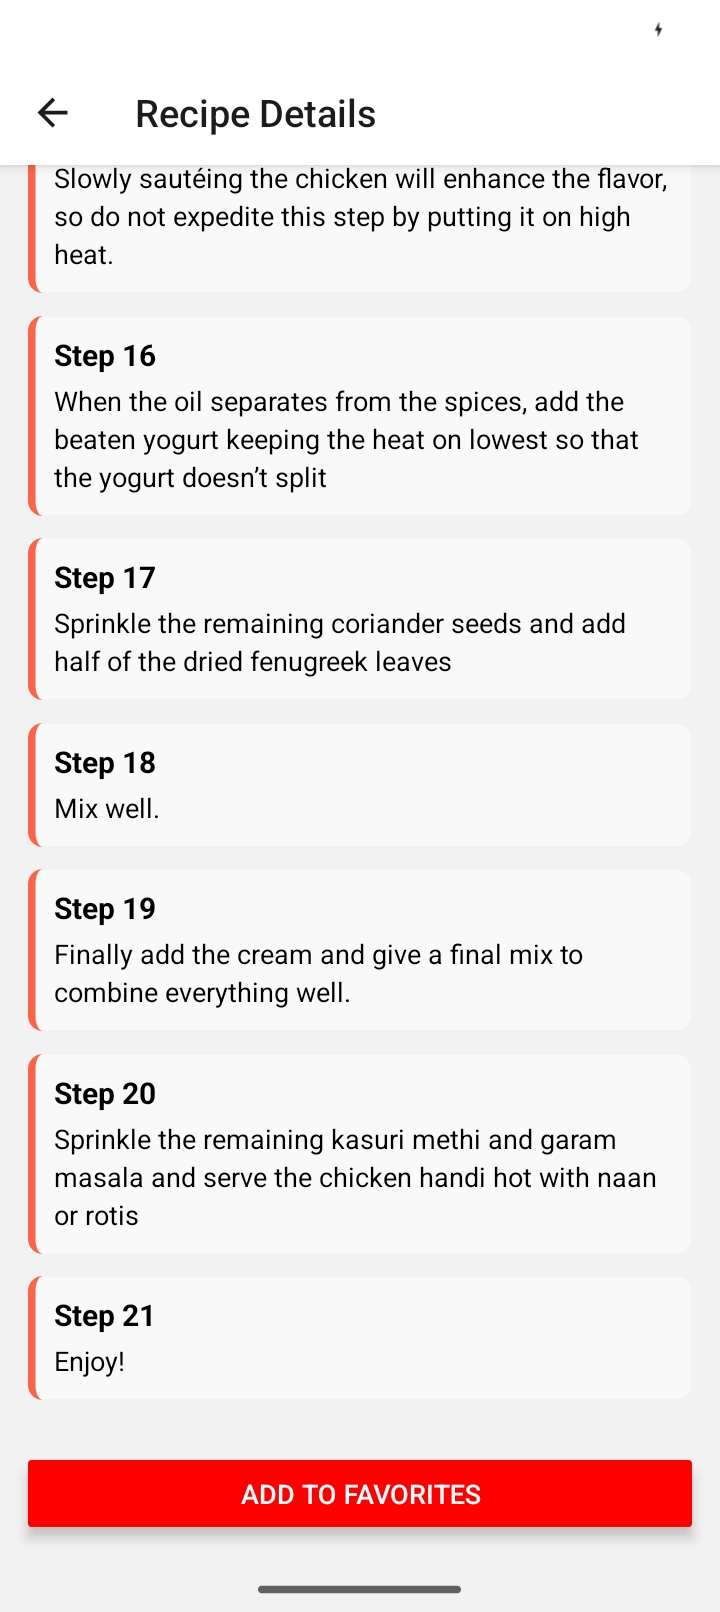 Recipe Details
Slowly sautéing the chicken will enhance the flavor,
so do not expedite this step by putting it on high
heat.
Step 16
When the oil separates from the spices, add the
beaten yogurt keeping the heat on lowest so that
the yogurt doesn’t split
Step 17
Sprinkle the remaining coriander seeds and add
half of the dried fenugreek leaves
Step 18
Mix well.
Step 19
Finally add the cream and give a final mix to
combine everything well.
Step 20
Sprinkle the remaining kasuri methi and garam
masala and serve the chicken handi hot with naan
or rotis
Step 21
Enjoy!
ADD TO FAVORITES